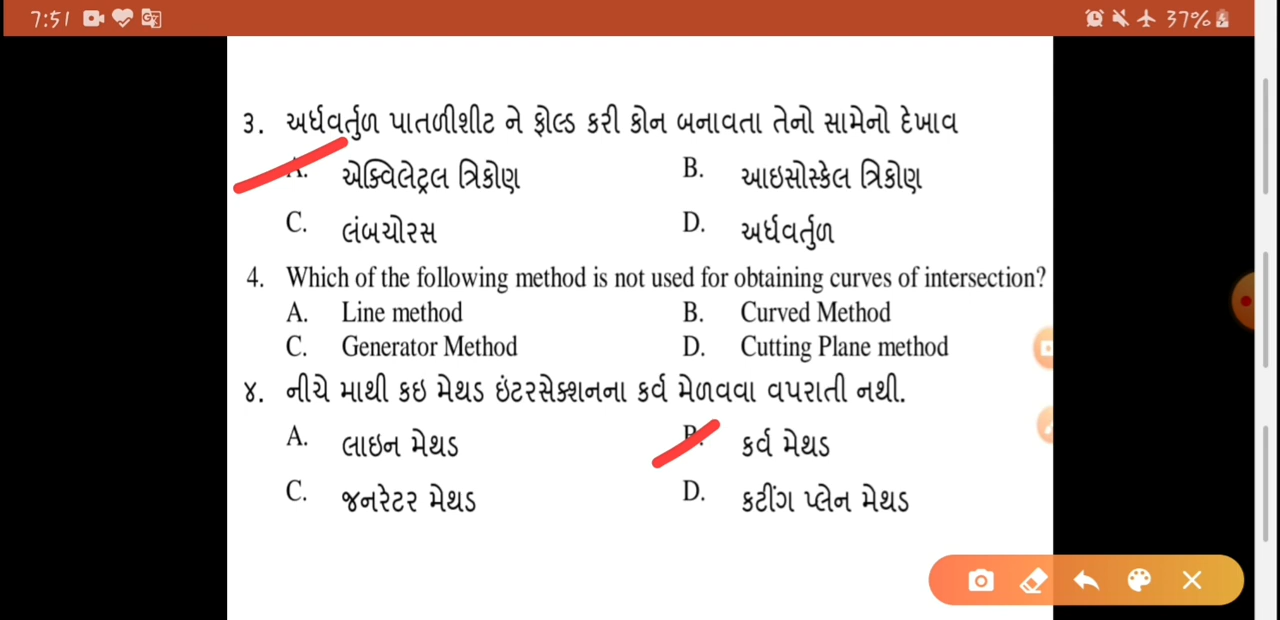 7:51 37%
૩. અર્ધવર્તુળ પાતળીશીટ ને ફોલ્ડ કરી કોન બનાવતા તેનો સામેનો દેખાવ
A. એક્વિલેટ્રલ ત્રિકોણ B. આઇસોસ્કેલ ત્રિકોણ
C. લંબચોરસ D. અર્ધવર્તુળ
4. Which of the following method is not used for obtaining curves of intersection?
A. Line method B. Curved Method
C. Generator Method D. Cutting Plane method
૪. નીચે માથી કઇ મેથડ ઇંટરસેક્શનના કર્વ મેળવવા વપરાતી નથી.
A. લાઇન મેથડ B. કર્વ મેથડ
C. જનરેટર મેથડ D. કટીંગ પ્લેન મેથડ